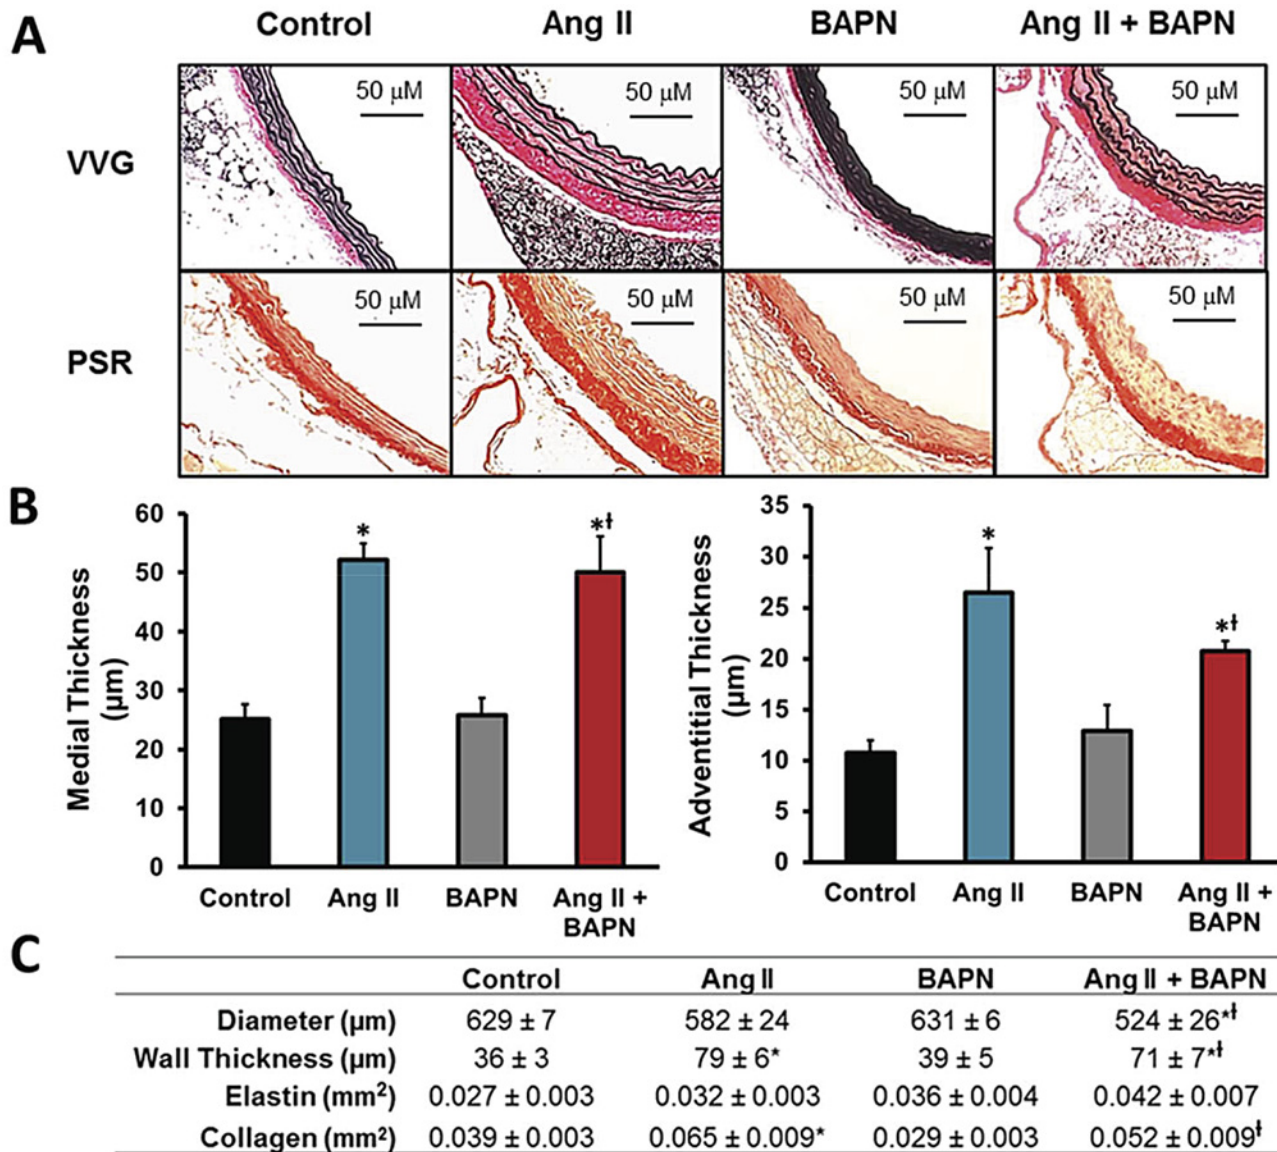 A
Control Ang II BAPN Ang II + BAPN
VVG
50 µM 50 µM 50 µM 50 µM
PSR
50 µM 50 µM 50 µM 50 µM
B
Medial Thickness
(µm)
60
50
40
30
20
10
0
* *ƚ
Control Ang II BAPN Ang II +
BAPN
Adventitial Thickness
(µm)
35
30
25
20
15
10
5
0
* *ƚ
Control Ang II BAPN Ang II +
BAPN
C
Control Ang II BAPN Ang II + BAPN
Diameter (µm) 629 ± 7 582 ± 24 631 ± 6 524 ± 26*ƚ
Wall Thickness (µm) 36 ± 3 79 ± 6* 39 ± 5 71 ± 7*ƚ
Elastin (mm²) 0.027 ± 0.003 0.032 ± 0.003 0.036 ± 0.004 0.042 ± 0.007
Collagen (mm²) 0.039 ± 0.003 0.065 ± 0.009* 0.029 ± 0.003 0.052 ± 0.009ƚ